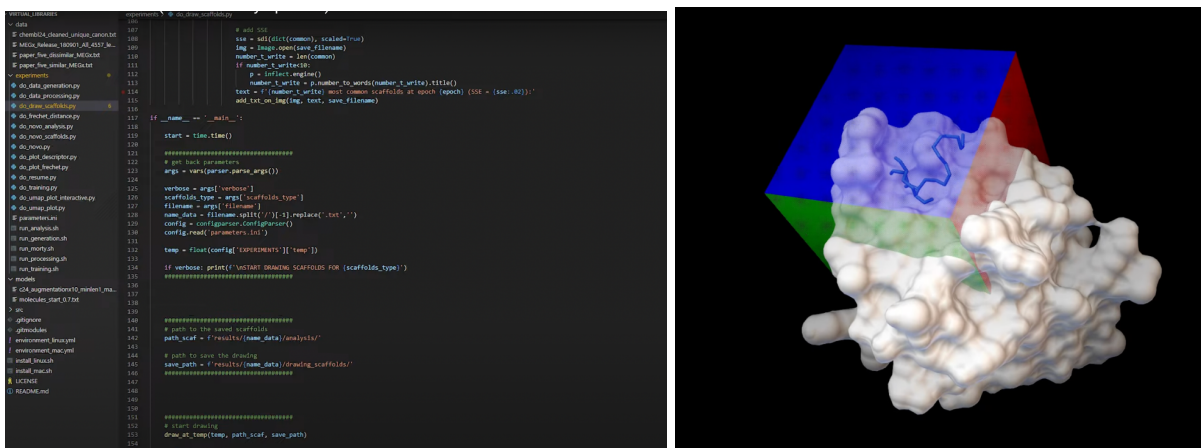 VIRTUAL_LIBRARIES
data
chembl24_cleaned_unique_canon.txt
MEGx_Release_180901_All_4557_le...
paper_five_dissimilar_MEGx.txt
paper_five_similar_MEGx.txt
experiments
do_data_generation.py
do_data_processing.py
do_draw_scaffolds.py 6
do_frechet_distance.py
do_novo_analysis.py
do_novo_scaffolds.py
do_novo.py
do_plot_descriptor.py
do_plot_frechet.py
do_resume.py
do_training.py
do_umap_plot_interactive.py
do_umap_plot.py
parameters.ini
run_analysis.sh
run_generation.sh
run_morty.sh
run_processing.sh
run_training.sh
models
c24_augmentationx10_minlen1_ma...
molecules_start_0.7.txt
src
.gitignore
.gitmodules
environment_linux.yml
environment_mac.yml
install_linux.sh
install_mac.sh
LICENSE
README.md
experiments > do_draw_scaffolds.py
106
107 # add SSE
108 sse = sdi(dict(common), scaled=True)
109 img = Image.open(save_filename)
110 number_t_write = len(common)
111 if number_t_write<10:
112 p = inflect.engine()
113 number_t_write = p.number_to_words(number_t_write).title()
114 text = f'{number_t_write} most common scaffolds at epoch {epoch} (SSE = {sse:.02}):'
115 add_txt_on_img(img, text, save_filename)
116
117 if __name__ == '__main__':
118
119 start = time.time()
120
121 ####################################
122 # get back parameters
123 args = vars(parser.parse_args())
124
125 verbose = args['verbose']
126 scaffolds_type = args['scaffolds_type']
127 filename = args['filename']
128 name_data = filename.split('/')[-1].replace('.txt','')
129 config = configparser.ConfigParser()
130 config.read('parameters.ini')
131
132 temp = float(config['EXPERIMENTS']['temp'])
133
134 if verbose: print(f'\nSTART DRAWING SCAFFOLDS FOR {scaffolds_type}')
135 ####################################
136
137
138
139
140 ####################################
141 # path to the saved scaffolds
142 path_scaf = f'results/{name_data}/analysis/'
143
144 # path to save the drawing
145 save_path = f'results/{name_data}/drawing_scaffolds/'
146 ####################################
147
148
149
150
151 ####################################
152 # start drawing
153 draw_at_temp(temp, path_scaf, save_path)
154